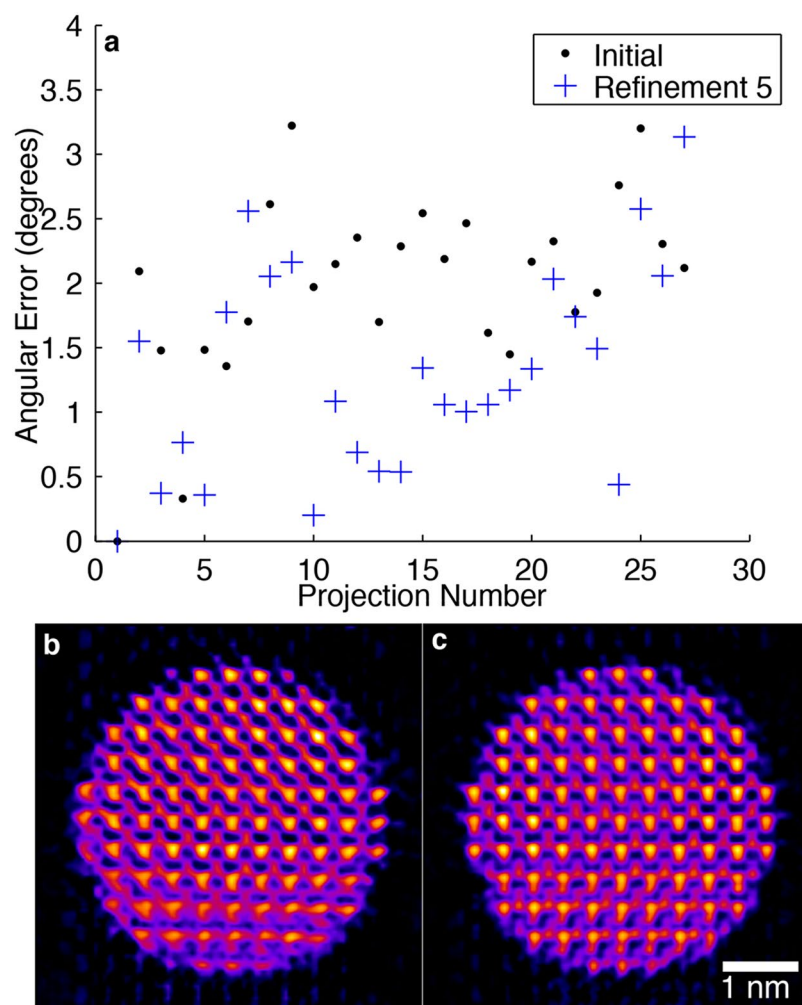 a
4
3.5
3
2.5
2
1.5
1
0.5
0
Angular Error (degrees)
Initial
Refinement 5
0 5 10 15 20 25 30
Projection Number
b
c
1 nm